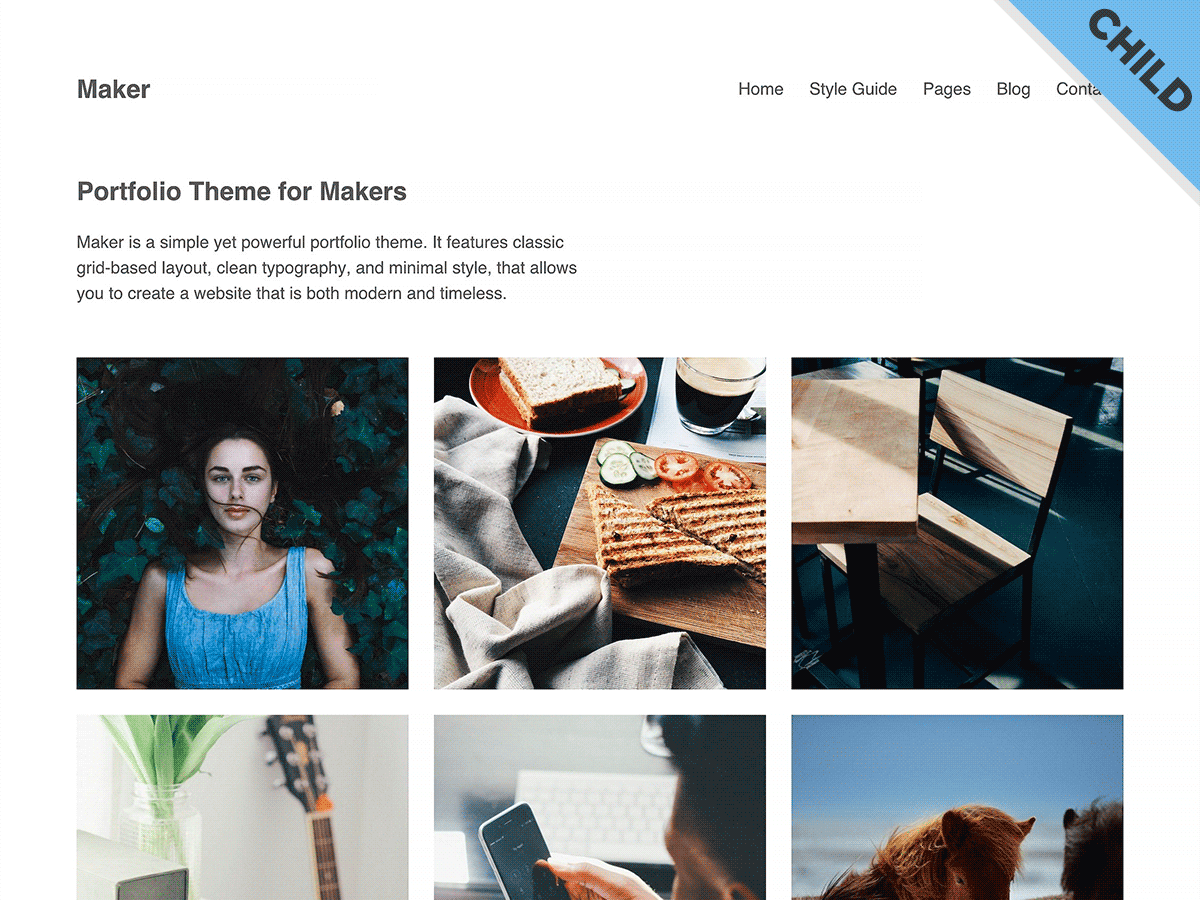 CHILD
Maker
Home Style Guide Pages Blog Conta
Portfolio Theme for Makers
Maker is a simple yet powerful portfolio theme. It features classic
grid-based layout, clean typography, and minimal style, that allows
you to create a website that is both modern and timeless.